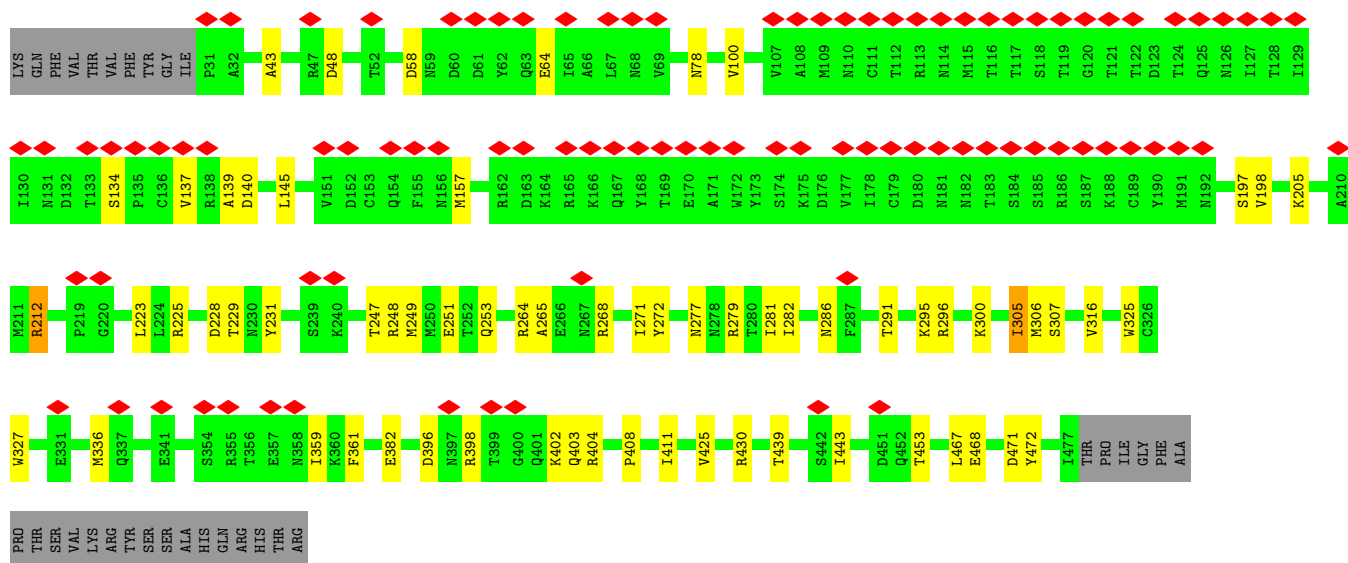 LYS GLN PHE VAL THR VAL PHE TYR GLY ILE P31 A32 A43 R47 D48 T52 D58 N59 D60 D61 Y62 Q63 E64 I65 A66 L67 N68 V69 N78 V100 V107 A108 M109 N110 C111 T112 R113 N114 M115 T116 T117 S118 T119 G120 T121 T122 D123 T124 Q125 N126 I127 T128 I129
I130 N131 D132 T133 S134 P135 C136 V137 R138 A139 D140 L145 V151 D152 C153 Q154 F155 N156 M157 R162 D163 K164 R165 K166 Q167 Y168 T169 E170 A171 W172 Y173 S174 K175 D176 V177 I178 C179 D180 N181 N182 T183 S184 S185 R186 S187 K188 C189 Y190 M191 N192 S197 V198 K205 A210
M211 R212 P219 G220 L223 L224 R225 D228 T229 N230 Y231 S239 K240 T247 R248 M249 M250 E251 T252 Q253 R264 A265 E266 N267 R268 I271 Y272 N277 N278 R279 T280 I281 I282 N286 F287 T291 K295 R296 K300 I305 M306 S307 V316 W325 C326
W327 E331 M336 Q337 E341 S354 R355 T356 E357 N358 I359 K360 F361 E382 D396 N397 R398 T399 G400 Q401 K402 Q403 R404 P408 I411 V425 R430 T439 S442 I443 D451 Q452 T453 L467 E468 D471 Y472 I477 THR PRO ILE GLY PHE ALA
PRO THR SER VAL LYS ARG TYR SER SER ALA HIS GLN ARG HIS THR ARG